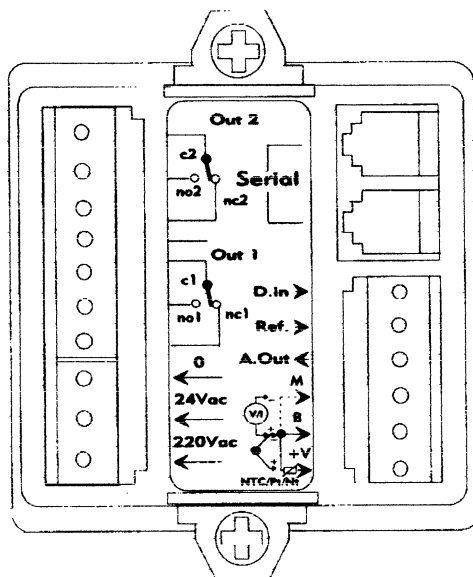 Out 2
c2
no2
nc2
Serial
Out 1
c1
no1
nc1
D.in
Ref.
A.Out
0
M
24Vac
V/I
B
220Vac
+V
NTC/Pt/Ni